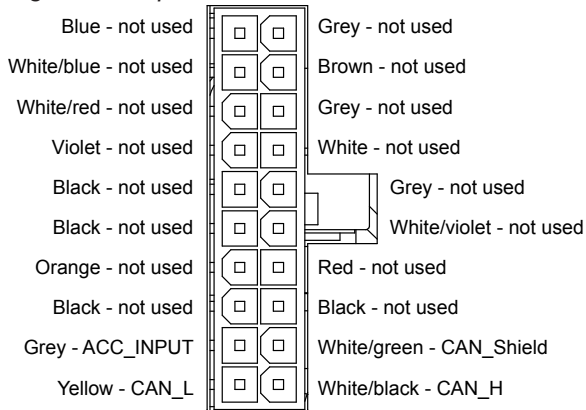 Blue - not used
Grey - not used
White/blue - not used
Brown - not used
White/red - not used
Grey - not used
Violet - not used
White - not used
Black - not used
Grey - not used
Black - not used
White/violet - not used
Orange - not used
Red - not used
Black - not used
Black - not used
Grey - ACC_INPUT
White/green - CAN_Shield
Yellow - CAN_L
White/black - CAN_H